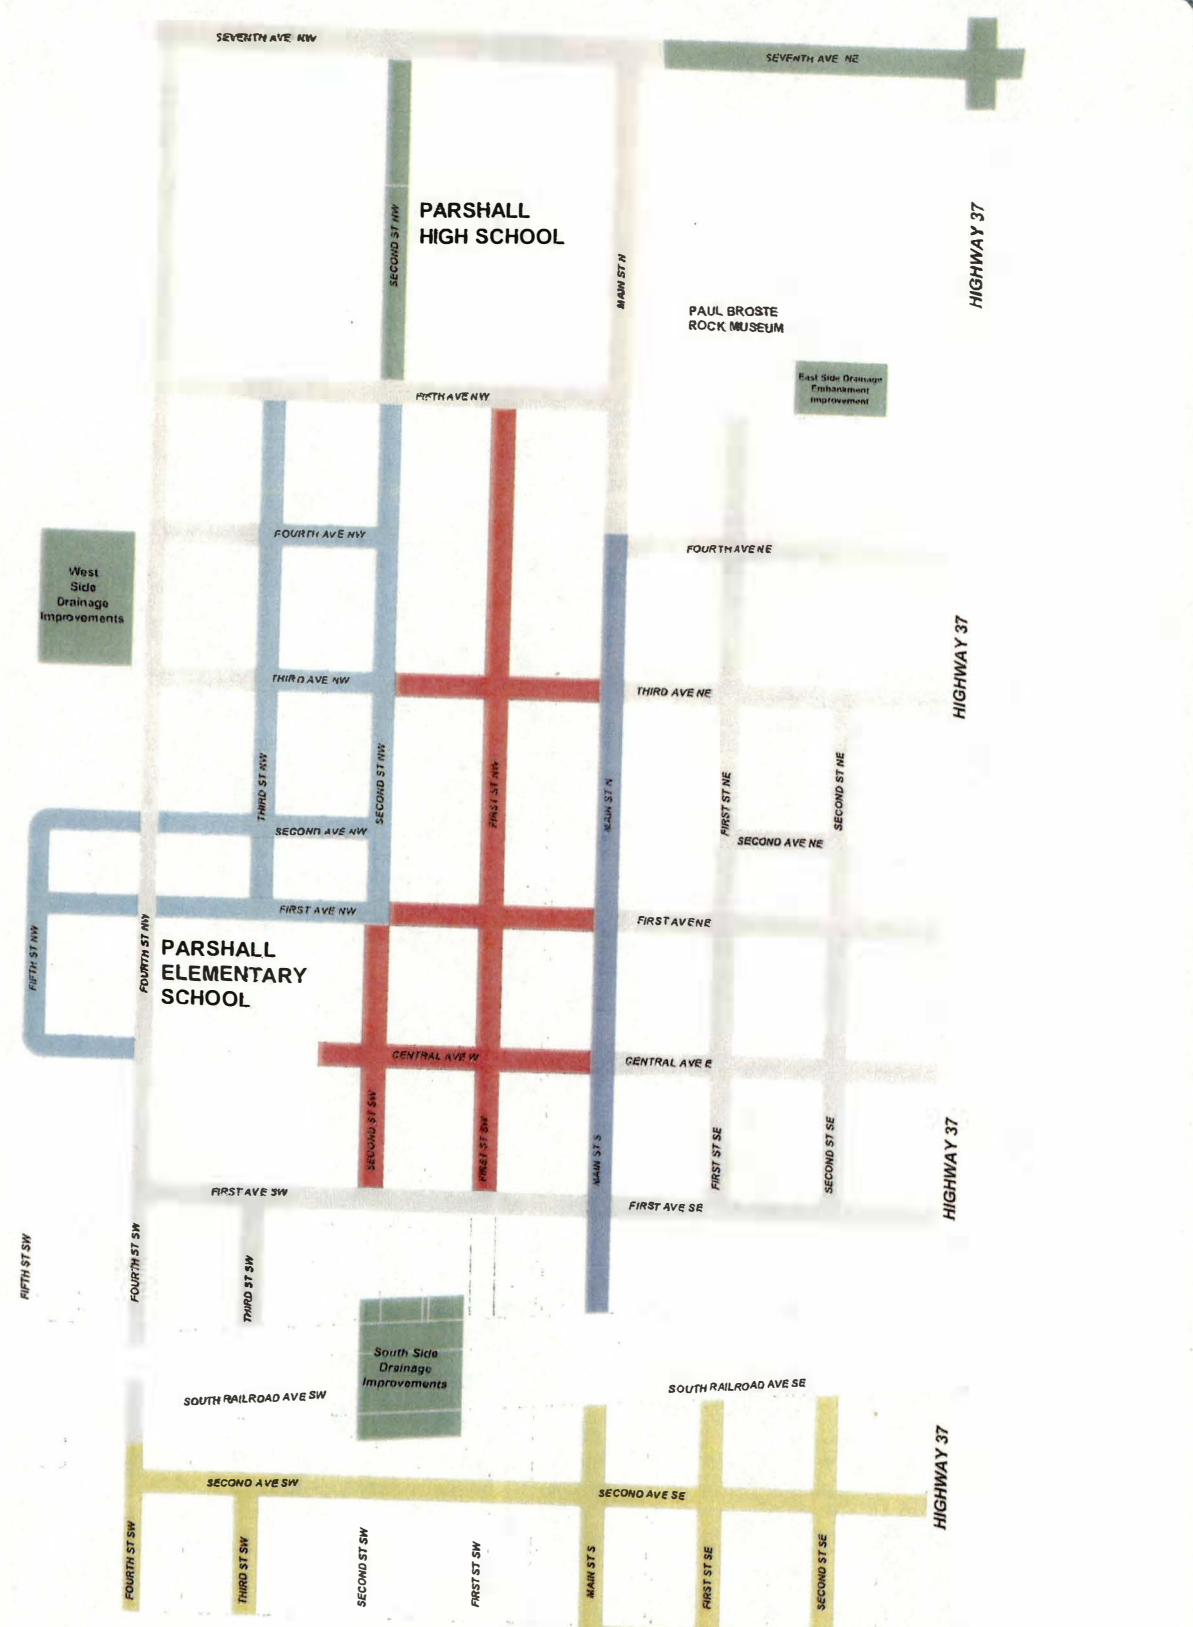 SEVENTH AVE NW
SEVENTH AVE NE
SECOND ST NW
PARSHALL
HIGH SCHOOL
MAIN ST N
HIGHWAY 37
PAUL BROSTE
ROCK MUSEUM
East Side Drainage
Embankment
Improvement
FIFTH AVE NW
FOURTH AVE NW
FOURTH AVE NE
West
Side
Drainage
Improvements
HIGHWAY 37
THIRD AVE NW
THIRD AVE NE
THIRD ST NW
SECOND ST NW
FIRST ST NW
MAIN ST N
FIRST ST NE
SECOND ST NE
SECOND AVE NW
SECOND AVE NE
FIRST AVE NW
FIRST AVE NE
FIFTH ST NW
FOURTH ST NW
PARSHALL
ELEMENTARY
SCHOOL
CENTRAL AVE W
CENTRAL AVE E
SECOND ST SW
FIRST ST SW
MAIN ST S
FIRST ST SE
SECOND ST SE
HIGHWAY 37
FIRST AVE SW
FIRST AVE SE
FIFTH ST SW
FOURTH ST SW
THIRD ST SW
South Side
Drainage
Improvements
SOUTH RAILROAD AVE SW
SOUTH RAILROAD AVE SE
HIGHWAY 37
SECOND AVE SW
SECOND AVE SE
FOURTH ST SW
THIRD ST SW
SECOND ST SW
FIRST ST SW
MAIN ST S
FIRST ST SE
SECOND ST SE